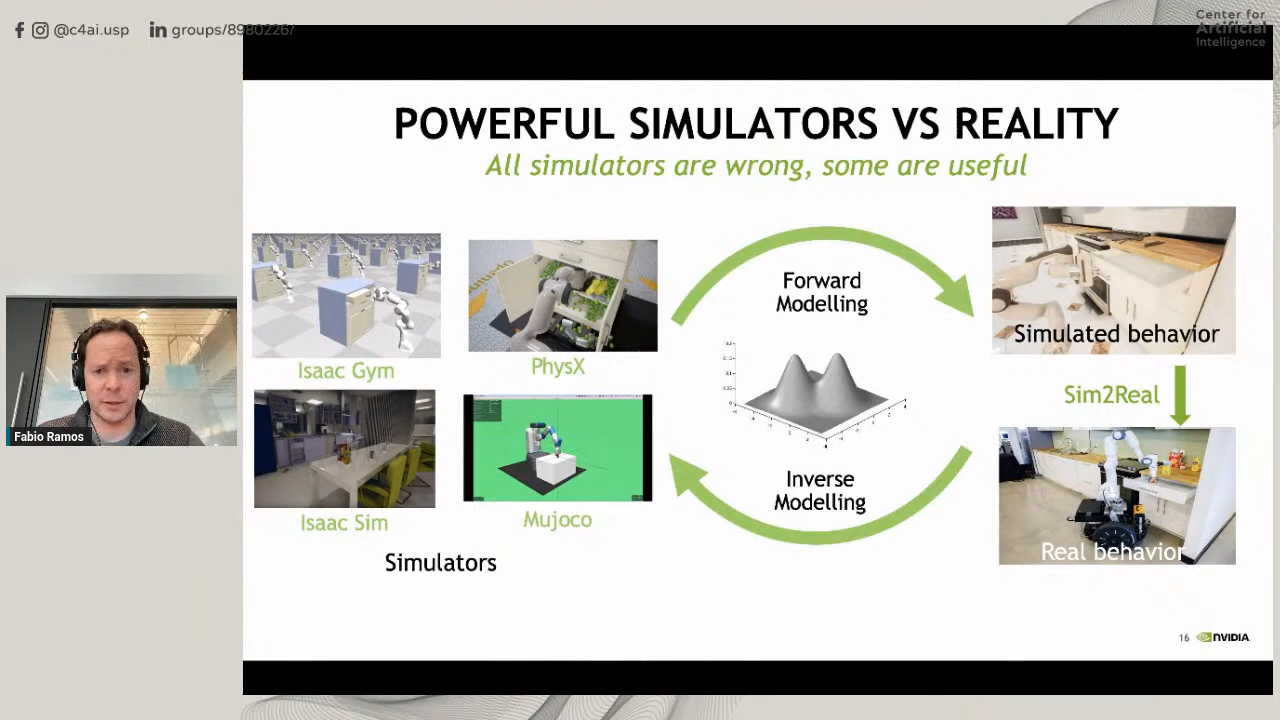 @c4ai.usp
groups/8980226/
Center for
Artificial
Intelligence
POWERFUL SIMULATORS VS REALITY
All simulators are wrong, some are useful
Isaac Gym
PhysX
Isaac Sim
Mujoco
Simulators
Forward
Modelling
Inverse
Modelling
Simulated behavior
Sim2Real
Real behavior
Fabio Ramos
16
NVIDIA